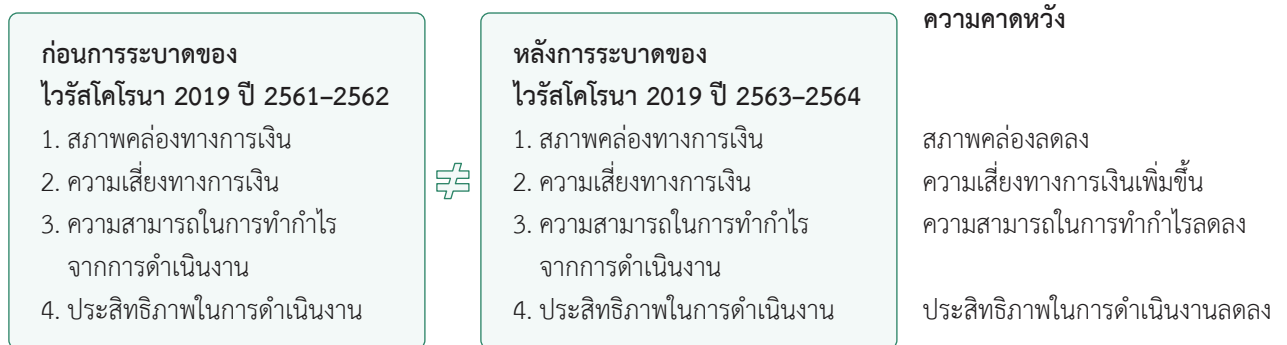 ก่อนการระบาดของ
ไวรัสโคโรนา 2019 ปี 2561–2562
1. สภาพคล่องทางการเงิน
2. ความเสี่ยงทางการเงิน
3. ความสามารถในการทำกำไร
จากการดำเนินงาน
4. ประสิทธิภาพในการดำเนินงาน
≠
หลังการระบาดของ
ไวรัสโคโรนา 2019 ปี 2563–2564
1. สภาพคล่องทางการเงิน
2. ความเสี่ยงทางการเงิน
3. ความสามารถในการทำกำไร
จากการดำเนินงาน
4. ประสิทธิภาพในการดำเนินงาน
ความคาดหวัง
สภาพคล่องลดลง
ความเสี่ยงทางการเงินเพิ่มขึ้น
ความสามารถในการทำกำไรลดลง
ประสิทธิภาพในการดำเนินงานลดลง